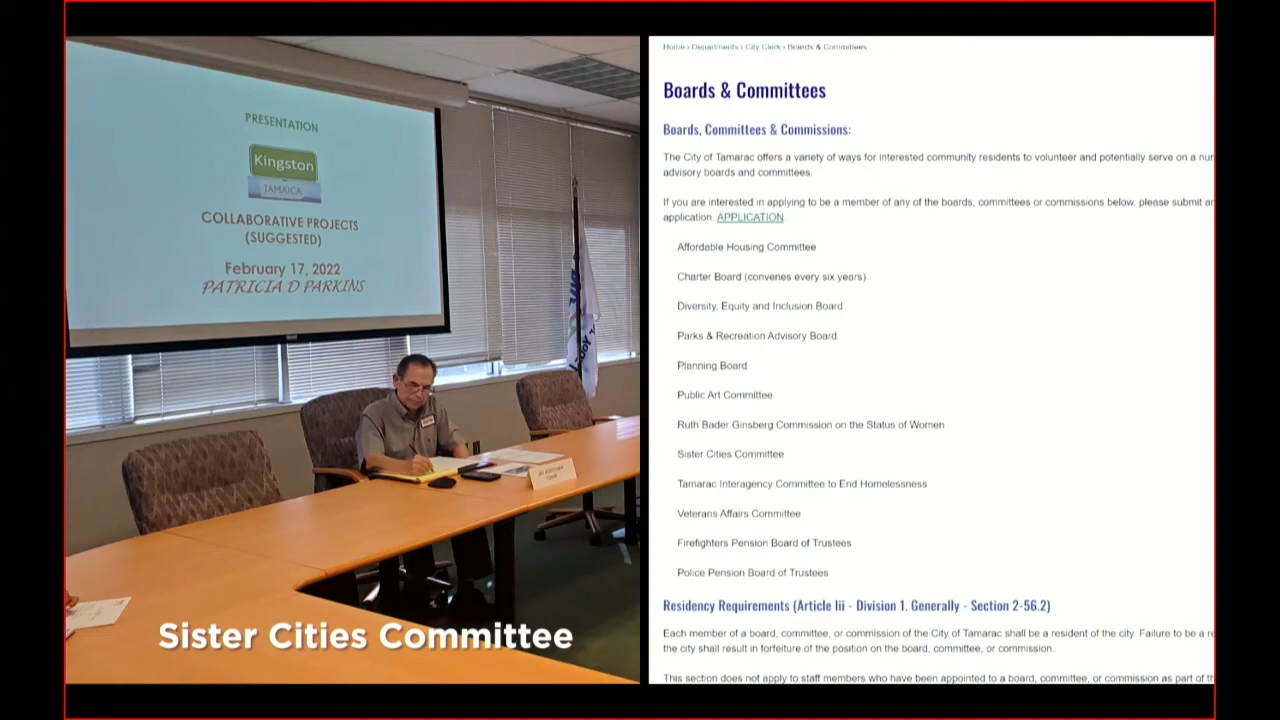 PRESENTATION
Kingston
JAMAICA
COLLABORATIVE PROJECTS
(SUGGESTED)
February 17, 2022
PATRICIA D PARKINS
CHAIR
Sister Cities Committee
Home › Departments › City Clerk › Boards & Committees
Boards & Committees
Boards, Committees & Commissions:
The City of Tamarac offers a variety of ways for interested community residents to volunteer and potentially serve on a
advisory boards and committees.
If you are interested in applying to be a member of any of the boards, committees or commissions below, please submit
application. APPLICATION
Affordable Housing Committee
Charter Board (convenes every six years)
Diversity, Equity and Inclusion Board
Parks & Recreation Advisory Board
Planning Board
Public Art Committee
Ruth Bader Ginsberg Commission on the Status of Women
Sister Cities Committee
Tamarac Interagency Committee to End Homelessness
Veterans Affairs Committee
Firefighters Pension Board of Trustees
Police Pension Board of Trustees
Residency Requirements (Article Iii - Division 1. Generally - Section 2-56.2)
Each member of a board, committee, or commission of the City of Tamarac shall be a resident of the city. Failure to be a
the city shall result in forfeiture of the position on the board, committee, or commission.
This section does not apply to staff members who have been appointed to a board, committee, or commission as part of